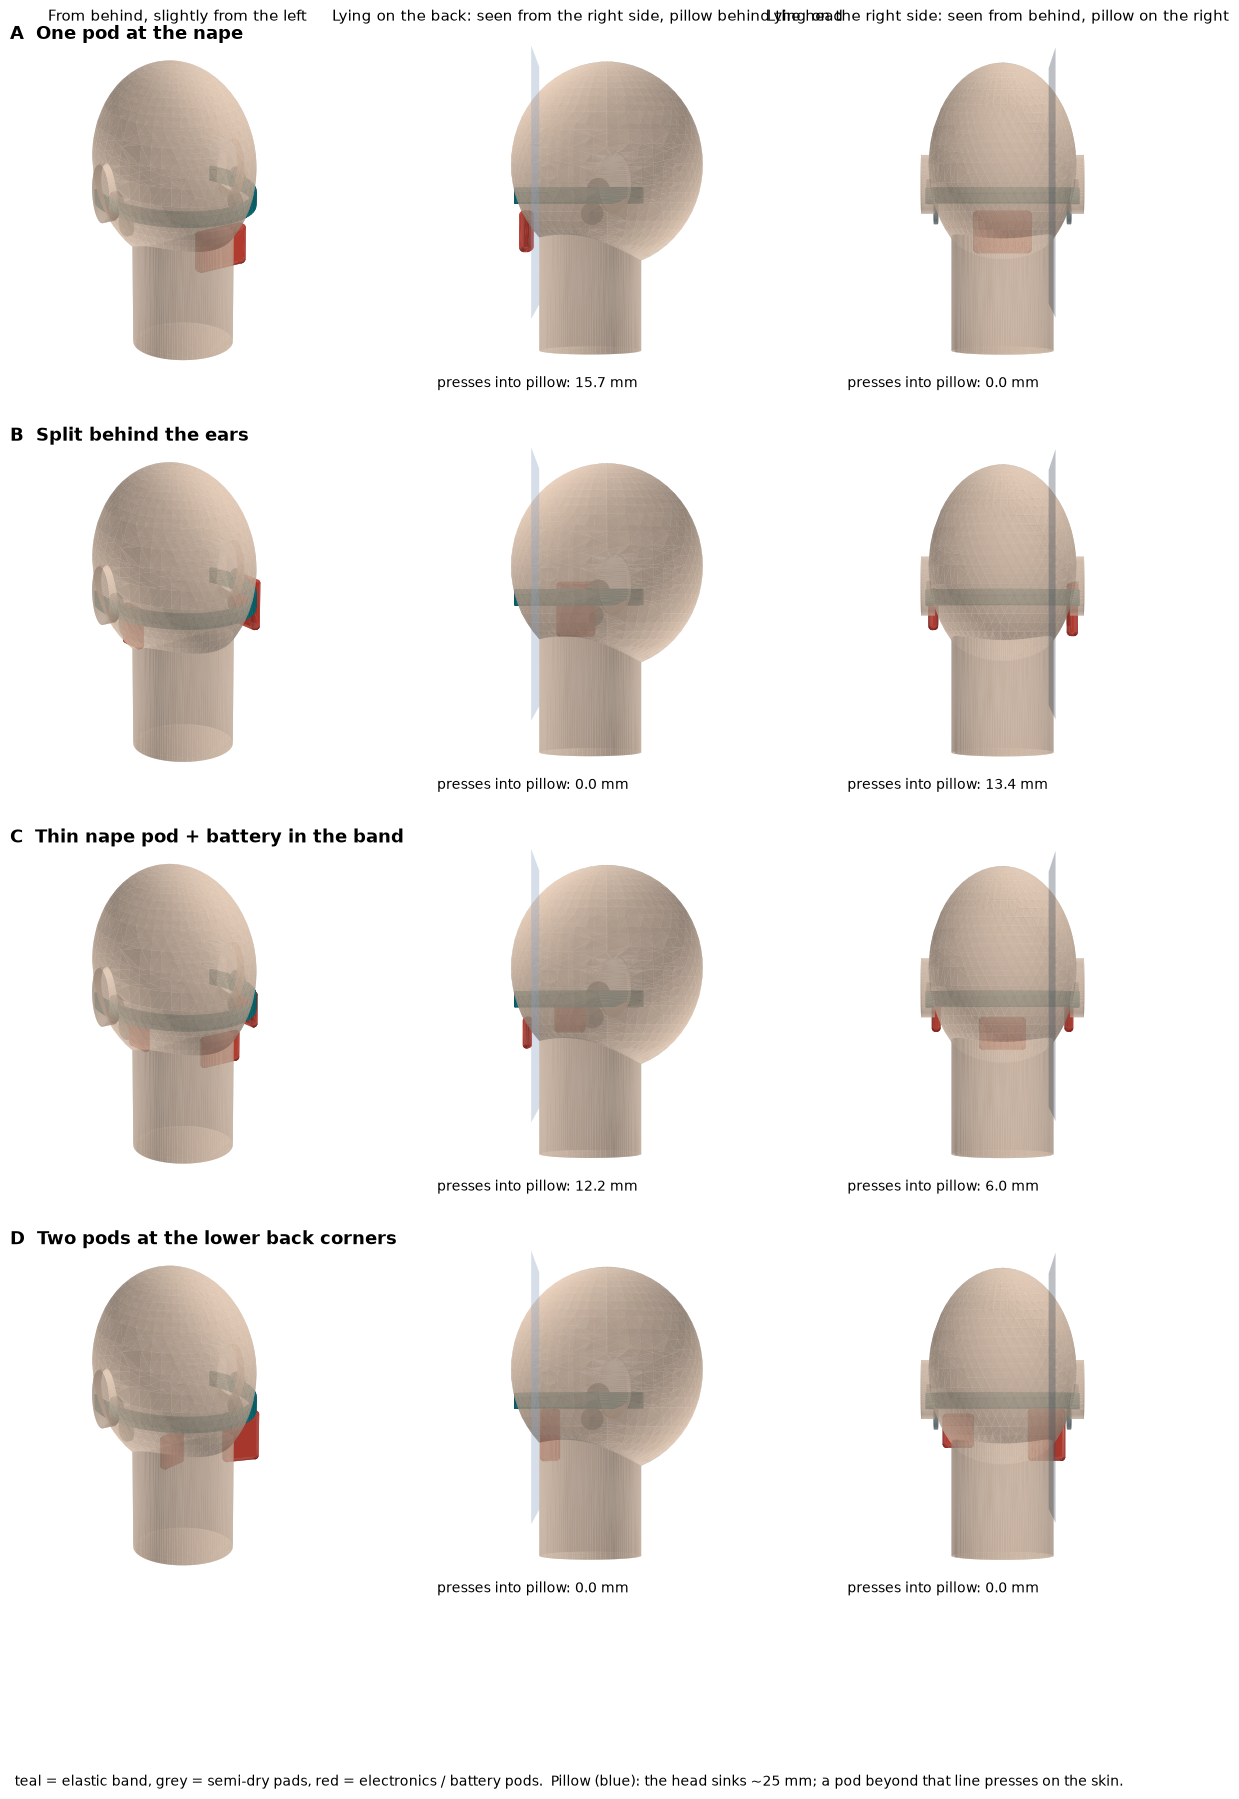 From behind, slightly from the left
Lying on the back: seen from the right side, pillow behind the head
Lying on the right side: seen from behind, pillow on the right
A One pod at the nape
presses into pillow: 15.7 mm
presses into pillow: 0.0 mm
B Split behind the ears
presses into pillow: 0.0 mm
presses into pillow: 13.4 mm
C Thin nape pod + battery in the band
presses into pillow: 12.2 mm
presses into pillow: 6.0 mm
D Two pods at the lower back corners
presses into pillow: 0.0 mm
presses into pillow: 0.0 mm
teal = elastic band, grey = semi-dry pads, red = electronics / battery pods. Pillow (blue): the head sinks ~25 mm; a pod beyond that line presses on the skin.